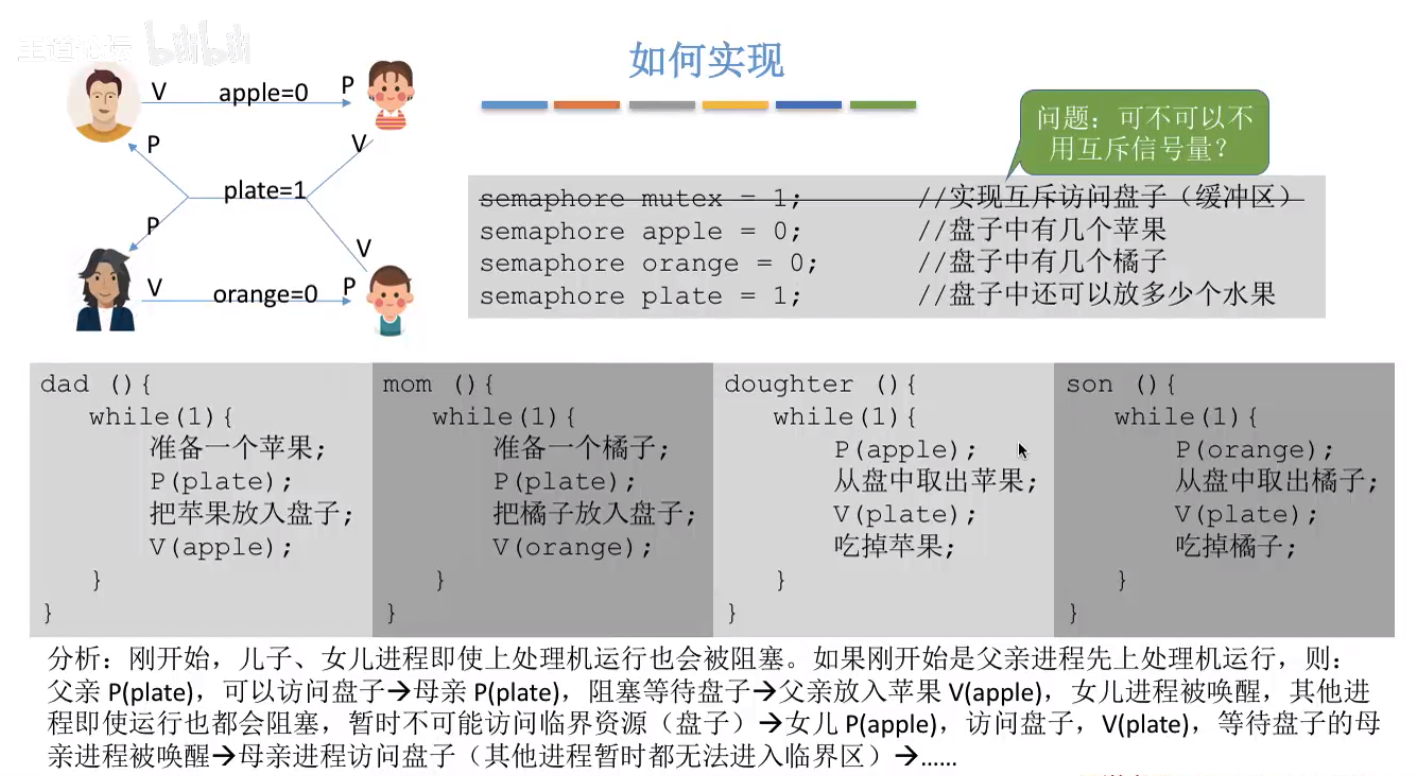 王道论坛 bilibili
如何实现
V apple=0 P
P V
plate=1
P V
V orange=0 P
问题：可不可以不
用互斥信号量？
semaphore mutex = 1; //实现互斥访问盘子（缓冲区）
semaphore apple = 0; //盘子中有几个苹果
semaphore orange = 0; //盘子中有几个橘子
semaphore plate = 1; //盘子中还可以放多少个水果
dad (){
while(1){
准备一个苹果;
P(plate);
把苹果放入盘子;
V(apple);
}
}
mom (){
while(1){
准备一个橘子;
P(plate);
把橘子放入盘子;
V(orange);
}
}
doughter (){
while(1){
P(apple);
从盘中取出苹果;
V(plate);
吃掉苹果;
}
}
son (){
while(1){
P(orange);
从盘中取出橘子;
V(plate);
吃掉橘子;
}
}
分析：刚开始，儿子、女儿进程即使上处理机运行也会被阻塞。如果刚开始是父亲进程先上处理机运行，则：
父亲 P(plate)，可以访问盘子→母亲 P(plate)，阻塞等待盘子→父亲放入苹果 V(apple)，女儿进程被唤醒，其他进
程即使运行也都会阻塞，暂时不可能访问临界资源（盘子）→女儿 P(apple)，访问盘子，V(plate)，等待盘子的母
亲进程被唤醒→母亲进程访问盘子（其他进程暂时都无法进入临界区）→……